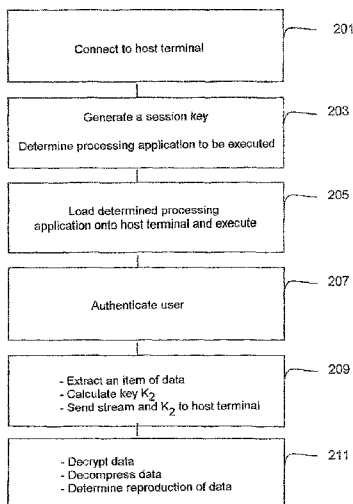 Connect to host terminal
201
Generate a session key
203
Determine processing application to be executed
Load determined processing
205
application onto host terminal and execute
Authenticate user
207
- Extract an item of data
209
- Calculate key K2
- Send stream and K2 to host terminal
- Decrypt data
211
- Decompress data
- Determine reproduction of data